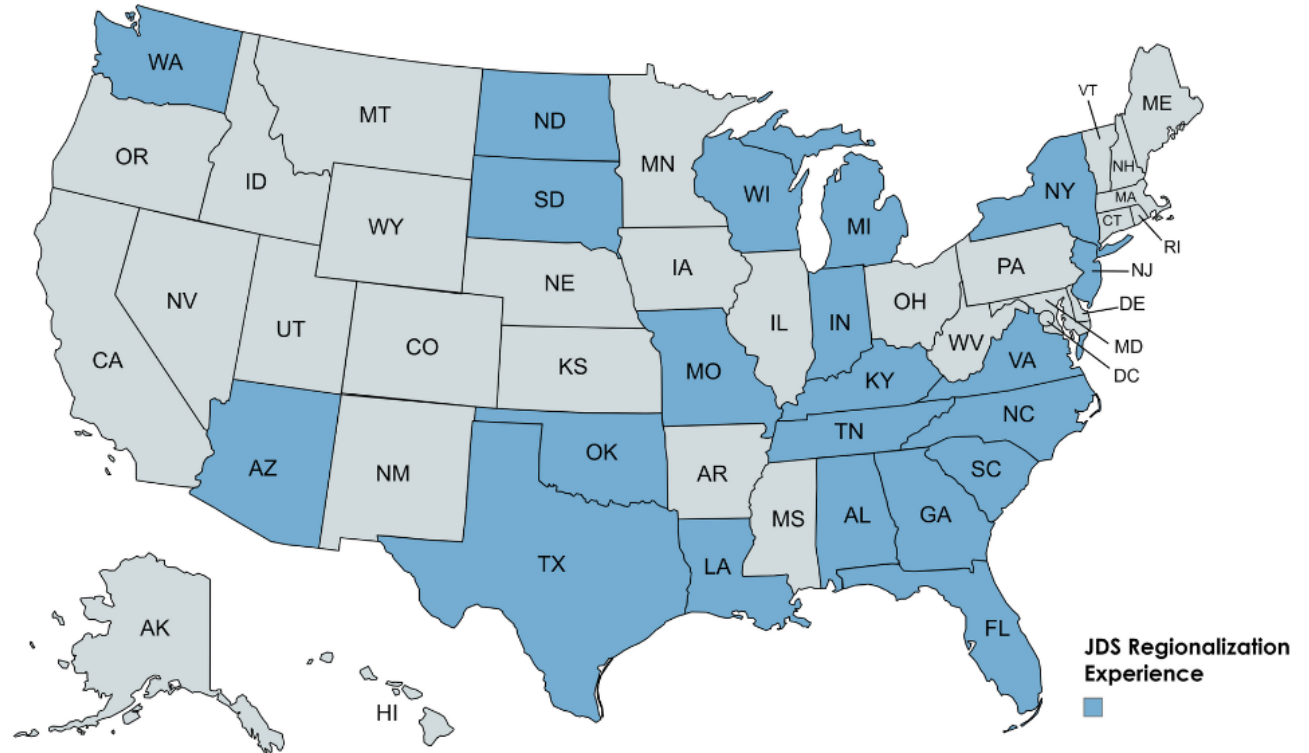 WA
MT
ND
MN
VT
ME
OR
ID
SD
WI
MI
NY
NH
MA
CT
RI
WY
IA
PA
NJ
NE
NV
UT
CO
IL
IN
OH
DE
MD
DC
WV
VA
CA
KS
MO
KY
NC
TN
AZ
NM
OK
AR
SC
MS
AL
GA
TX
LA
FL
AK
HI
JDS Regionalization
Experience